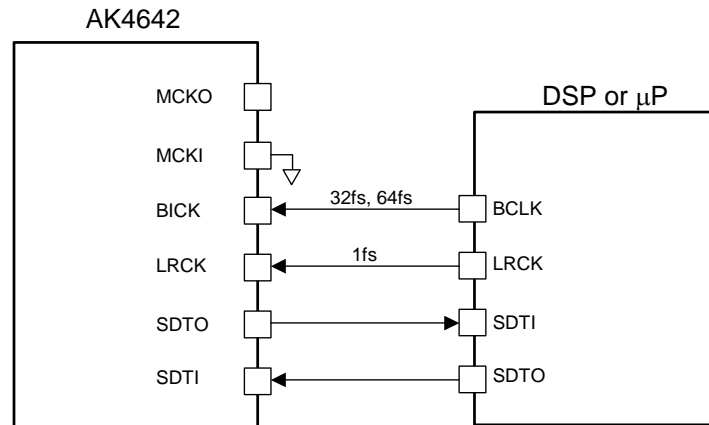 AK4642
DSP or μP
MCKO
MCKI
BICK
32fs, 64fs
BCLK
LRCK
1fs
LRCK
SDTO
SDTI
SDTI
SDTO